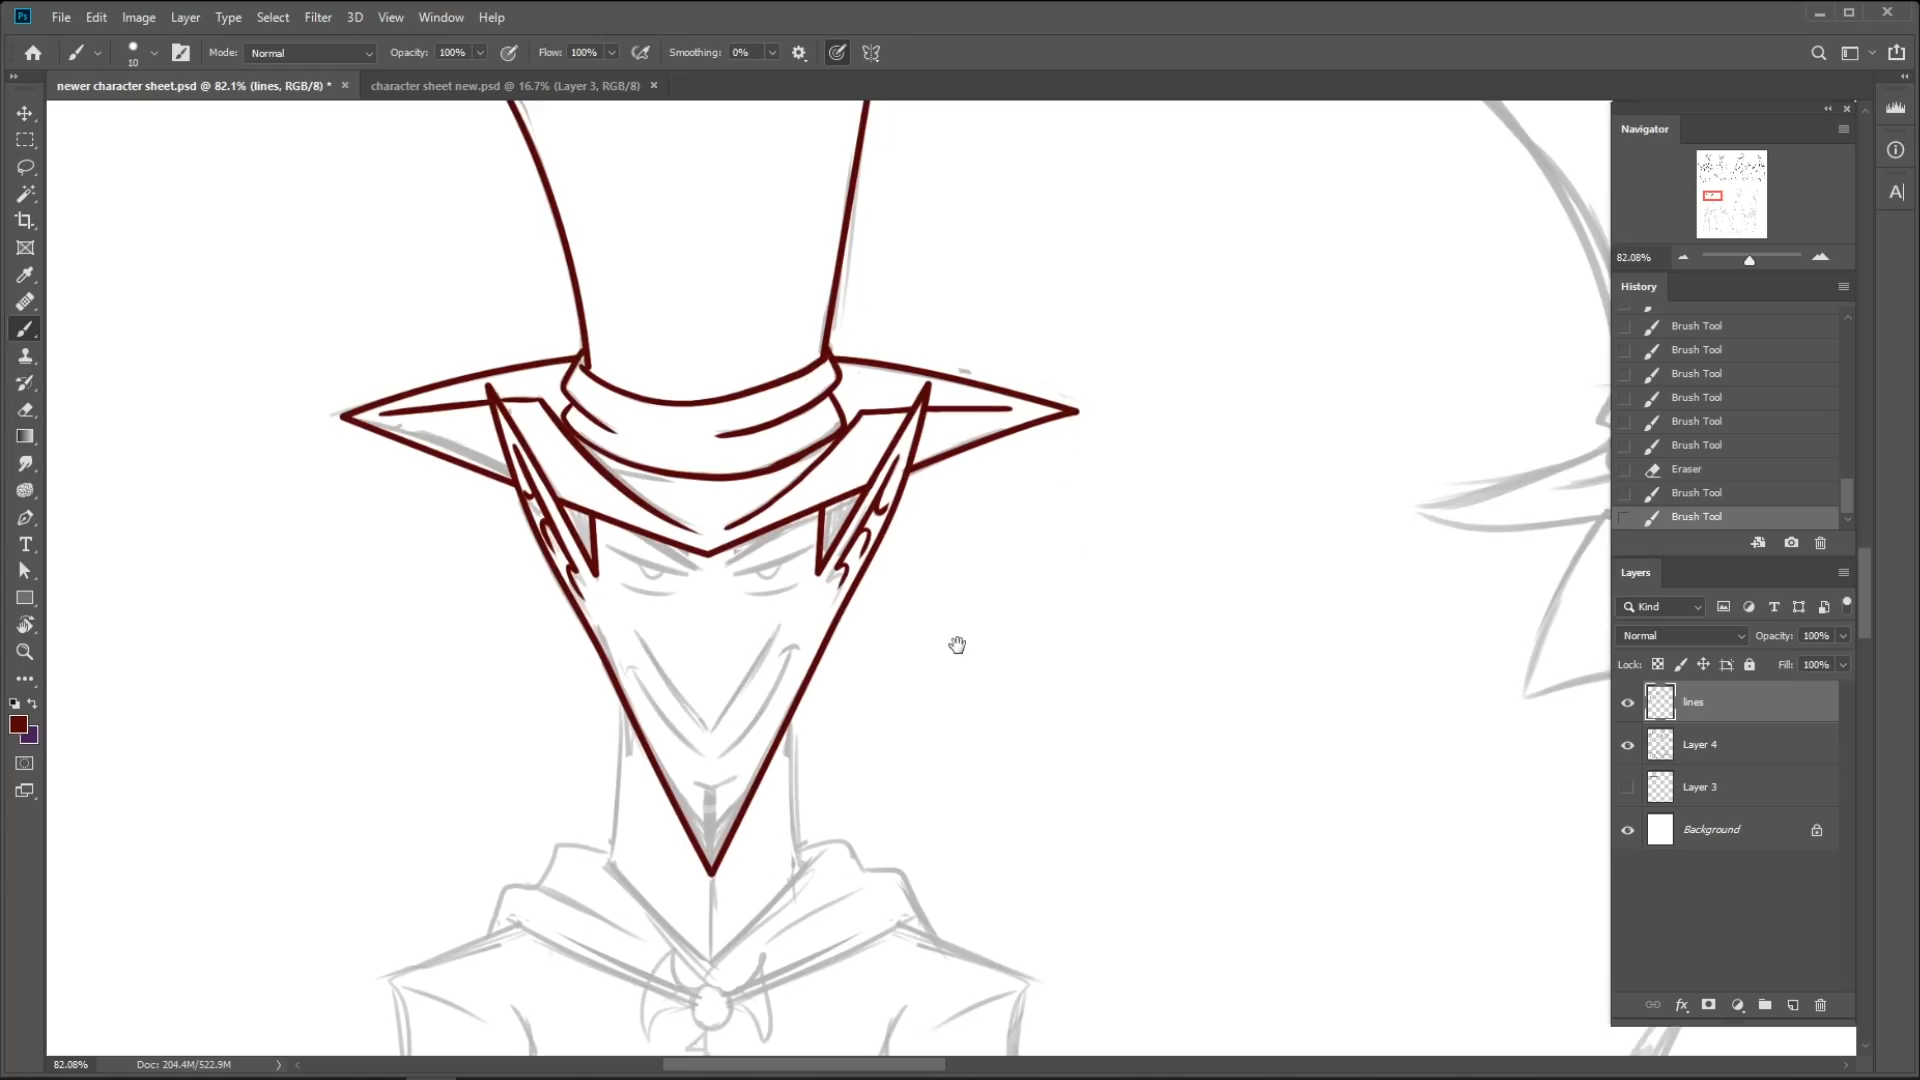 Ps File Edit Image Layer Type Select Filter 3D View Window Help
10 Mode: Normal Opacity: 100% Flow: 100% Smoothing: 0%
newer character sheet.psd @ 82.1% (lines, RGB/8) * × character sheet new.psd @ 16.7% (Layer 3, RGB/8) ×
Navigator
82.08%
History
Brush Tool
Brush Tool
Brush Tool
Brush Tool
Brush Tool
Brush Tool
Eraser
Brush Tool
Brush Tool
Layers
Kind
Normal Opacity: 100%
Lock: Fill: 100%
lines
Layer 4
Layer 3
Background
fx
82.08% Doc: 204.4M/522.9M